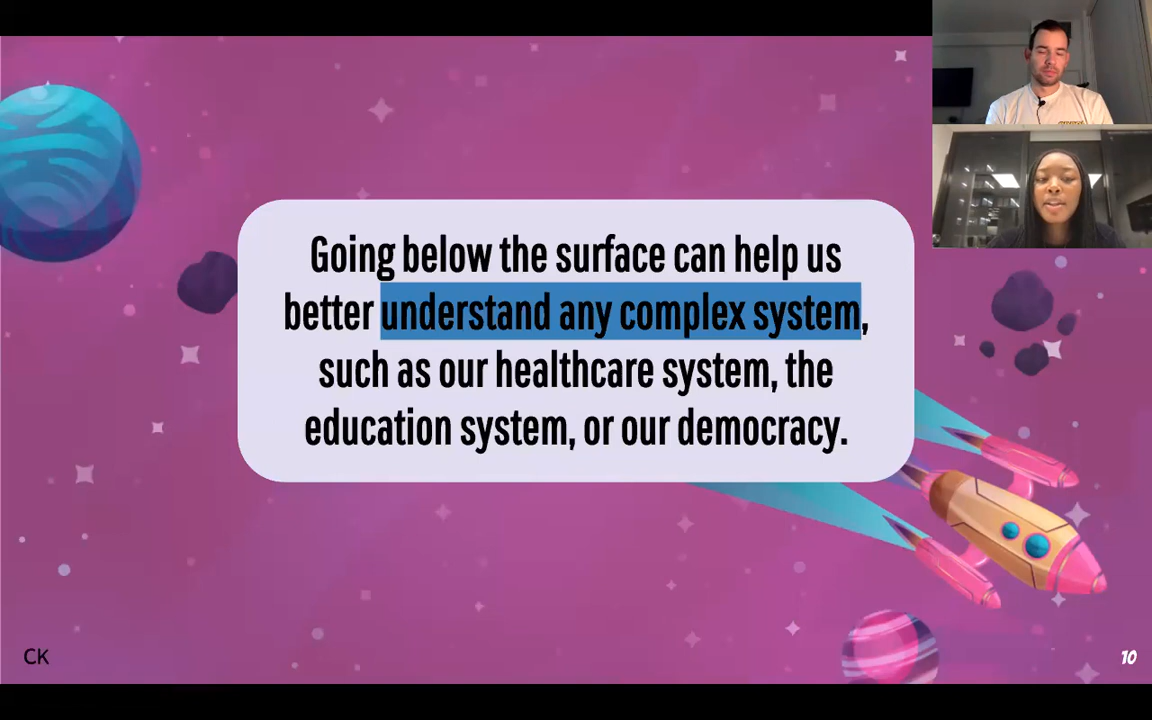 Going below the surface can help us
better understand any complex system,
such as our healthcare system, the
education system, or our democracy.
CK
10